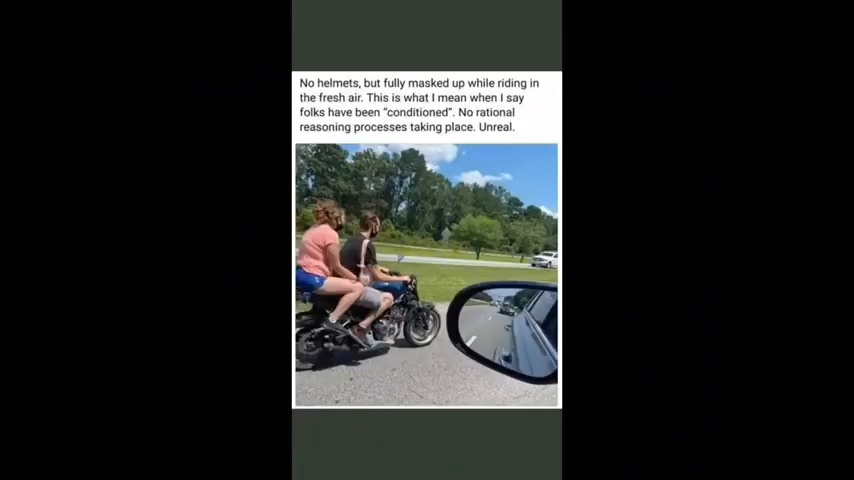 No helmets, but fully masked up while riding in
the fresh air. This is what I mean when I say
folks have been "conditioned". No rational
reasoning processes taking place. Unreal.